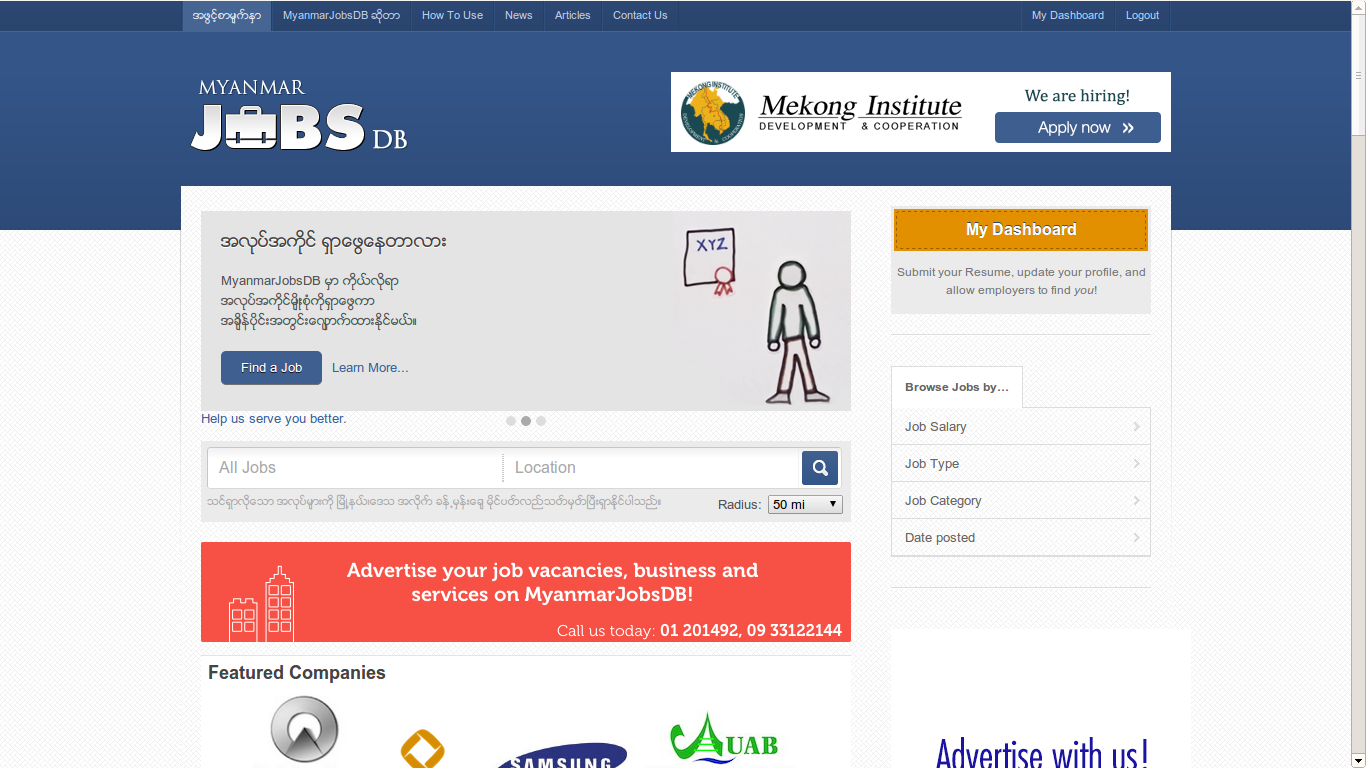 အဖွင့်စာမျက်နှာ
MyanmarJobsDB ဆိုတာ
How To Use
News
Articles
Contact Us
My Dashboard
Logout
MYANMAR
JOBS DB
MEKONG INSTITUTE
Mekong Institute
DEVELOPMENT & COOPERATION
We are hiring!
Apply now »
အလုပ်အကိုင် ရှာဖွေနေတာလား
MyanmarJobsDB မှာ ကိုယ်လိုရာ
အလုပ်အကိုင်မျိုးစုံကိုရှာဖွေကာ
အချိန်ပိုင်းအတွင်းလျှောက်ထားနိုင်မယ်။
Find a Job
Learn More...
XYZ
My Dashboard
Submit your Resume, update your profile, and
allow employers to find you!
Help us serve you better.
Browse Jobs by…
Job Salary
Job Type
Job Category
Date posted
All Jobs
Location
သင်ရှာလိုသော အလုပ်များကို မြို့နယ်၊ဒေသ အလိုက် ခန့်မှန်းချေ မိုင်ပတ်လည်သတ်မှတ်ပြီးရှာနိုင်ပါသည်။
Radius:
50 mi
Advertise your job vacancies, business and
services on MyanmarJobsDB!
Call us today: 01 201492, 09 33122144
Featured Companies
SAMSUNG
UAB
Advertise with us!